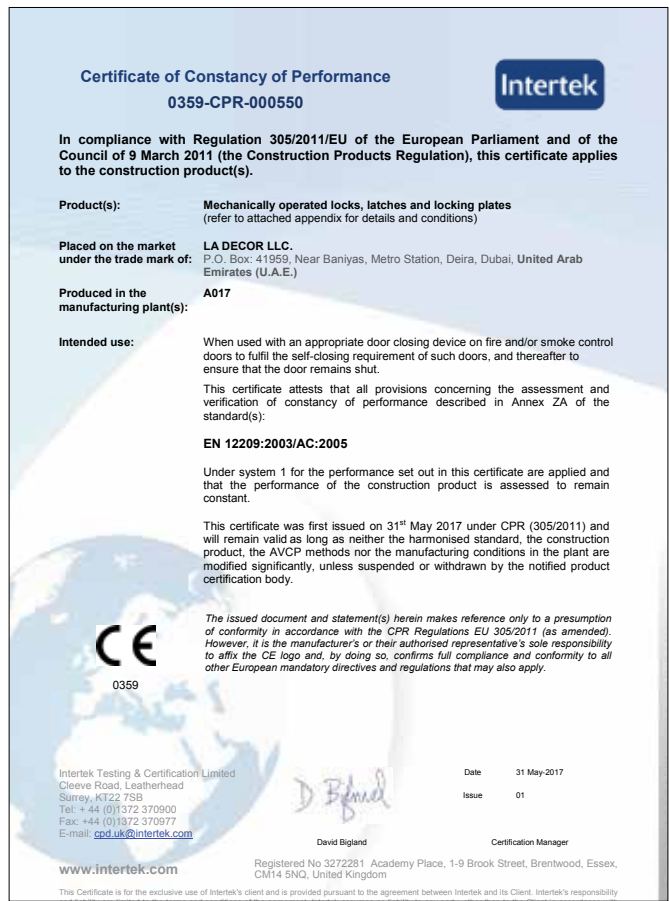 Certificate of Constancy of Performance
0359-CPR-000550
Intertek
In compliance with Regulation 305/2011/EU of the European Parliament and of the
Council of 9 March 2011 (the Construction Products Regulation), this certificate applies
to the construction product(s).
Product(s):
Mechanically operated locks, latches and locking plates
(refer to attached appendix for details and conditions)
Placed on the market
under the trade mark of:
LA DECOR LLC.
P.O. Box: 41959, Near Baniyas, Metro Station, Deira, Dubai, United Arab
Emirates (U.A.E.)
Produced in the
manufacturing plant(s):
A017
Intended use:
When used with an appropriate door closing device on fire and/or smoke control
doors to fulfil the self-closing requirement of such doors, and thereafter to
ensure that the door remains shut.
This certificate attests that all provisions concerning the assessment and
verification of constancy of performance described in Annex ZA of the
standard(s):
EN 12209:2003/AC:2005
Under system 1 for the performance set out in this certificate are applied and
that the performance of the construction product is assessed to remain
constant.
This certificate was first issued on 31st May 2017 under CPR (305/2011) and
will remain valid as long as neither the harmonised standard, the construction
product, the AVCP methods nor the manufacturing conditions in the plant are
modified significantly, unless suspended or withdrawn by the notified product
certification body.
CE
0359
The issued document and statement(s) herein makes reference only to a presumption
of conformity in accordance with the CPR Regulations EU 305/2011 (as amended).
However, it is the manufacturer's or their authorised representative's sole responsibility
to affix the CE logo and, by doing so, confirms full compliance and conformity to all
other European mandatory directives and regulations that may also apply.
Intertek Testing & Certification Limited
Cleeve Road, Leatherhead
Surrey, KT22 7SB
Tel: + 44 (0)1372 370900
Fax: +44 (0)1372 370977
E-mail: cpd.uk@intertek.com
Date 31 May-2017
Issue 01
David Bigland
Certification Manager
www.intertek.com
Registered No 3272281 Academy Place, 1-9 Brook Street, Brentwood, Essex,
CM14 5NQ, United Kingdom
This Certificate is for the exclusive use of Intertek's client and is provided pursuant to the agreement between Intertek and its Client. Intertek's responsibility